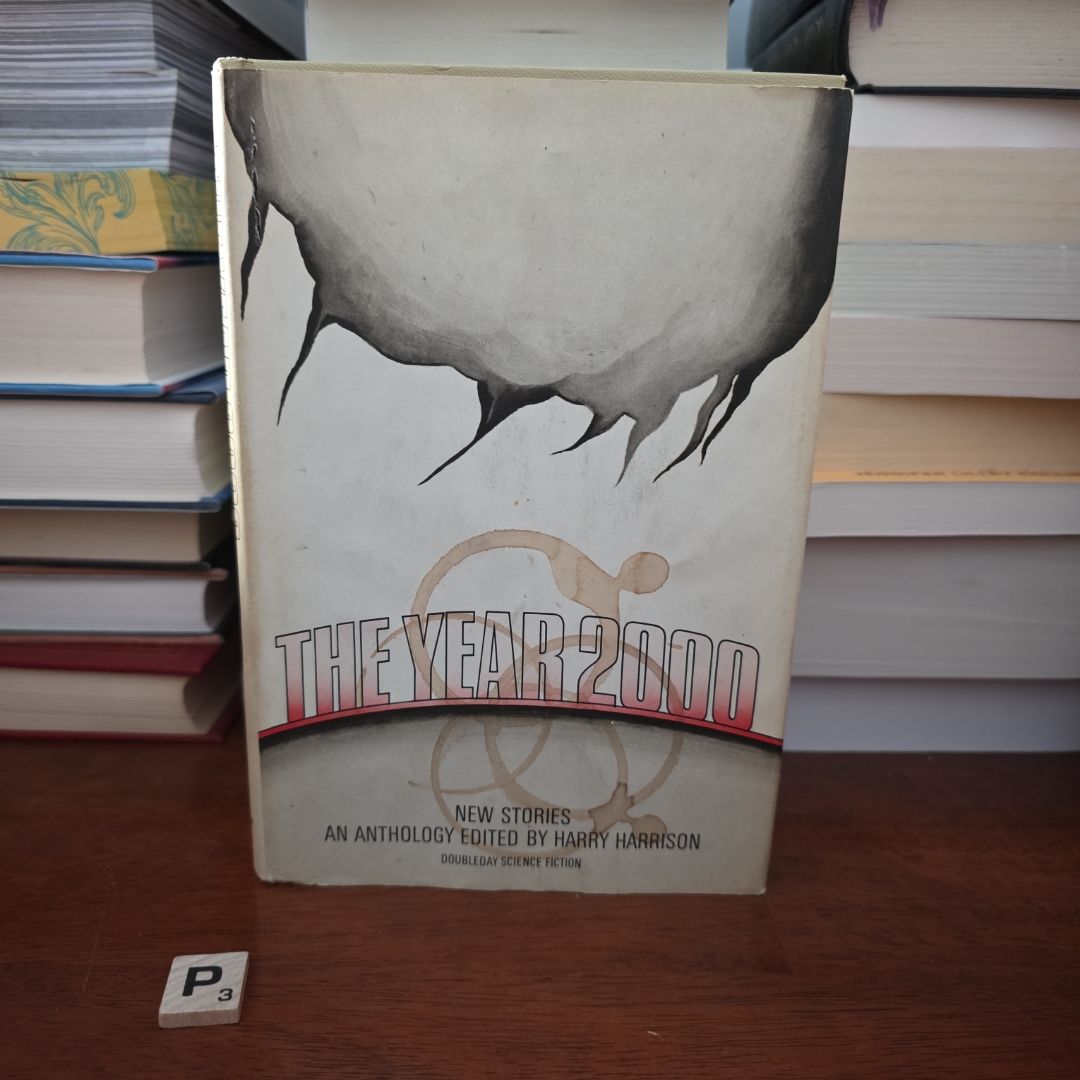 THE YEAR 2000
NEW STORIES
AN ANTHOLOGY EDITED BY HARRY HARRISON
DOUBLEDAY SCIENCE FICTION
P3